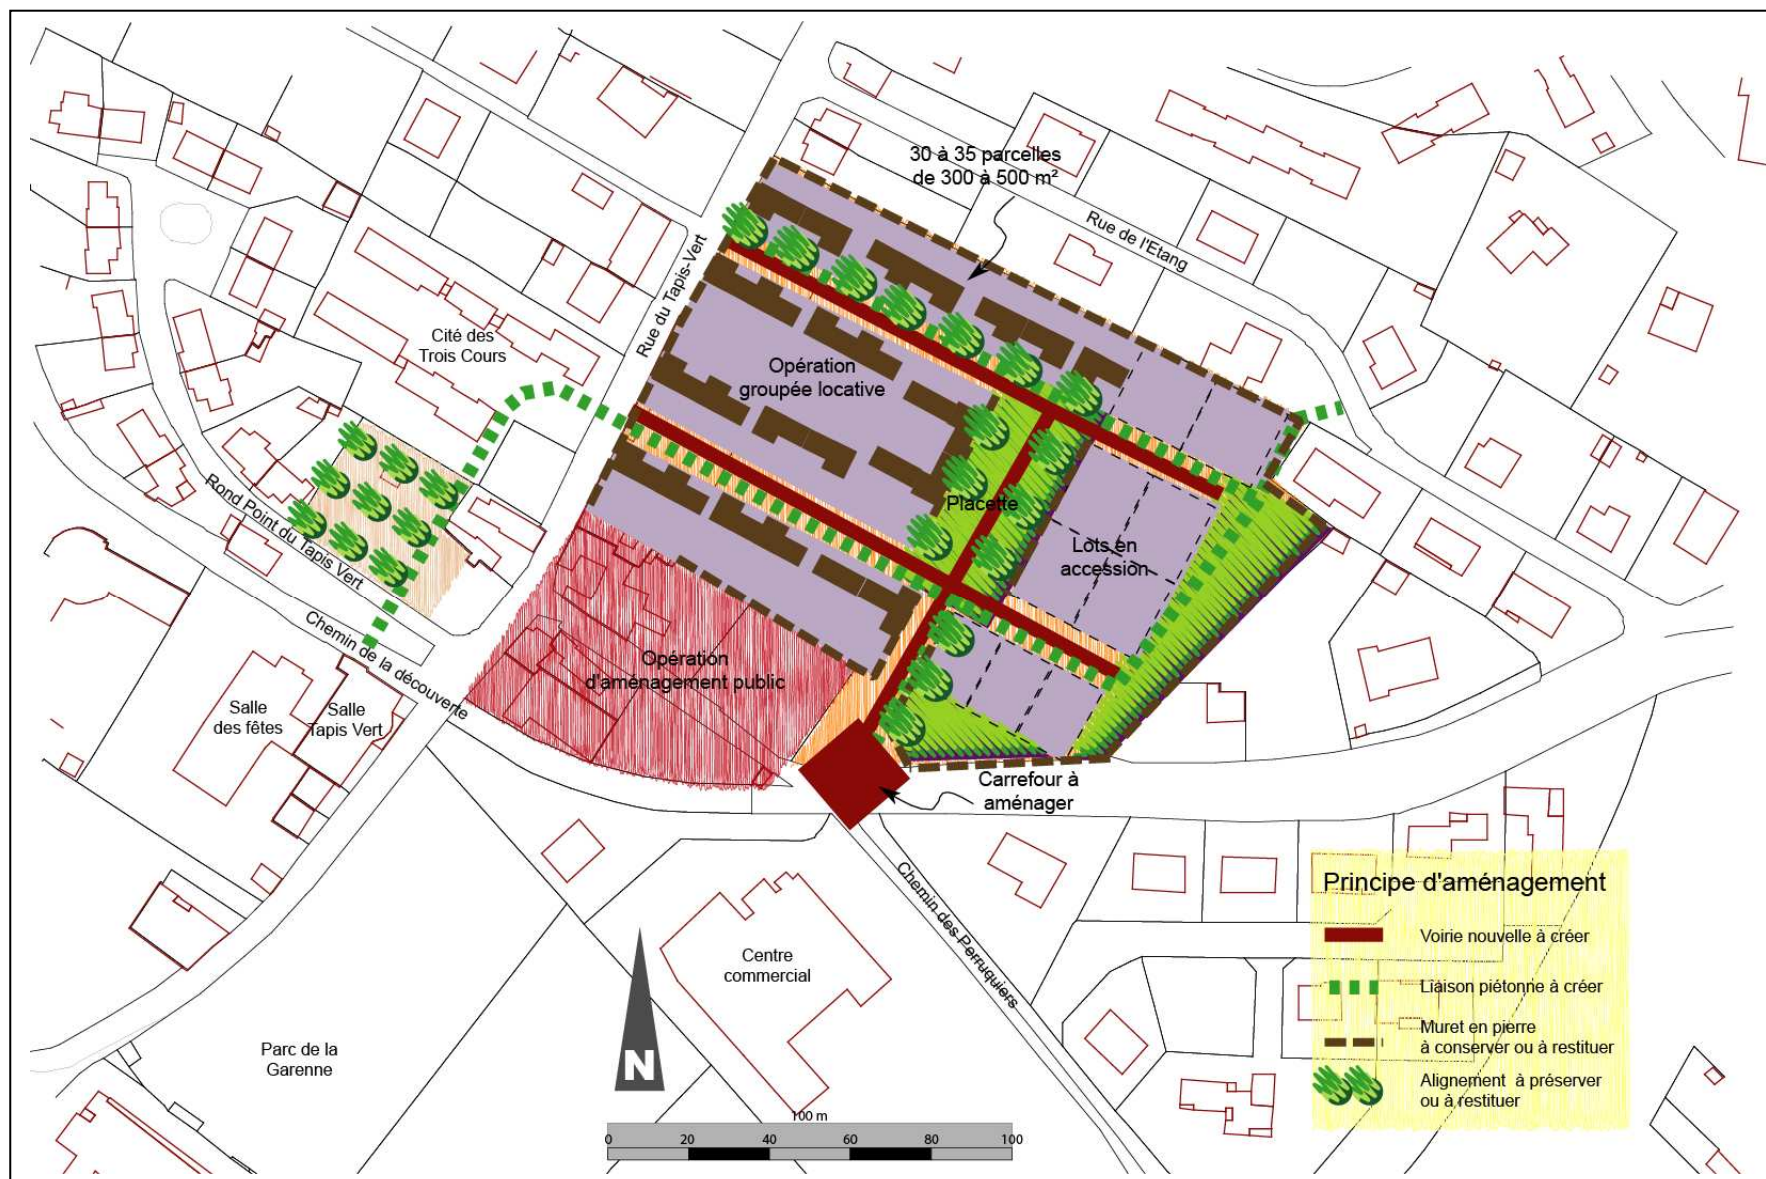 30 à 35 parcelles
de 300 à 500 m²
Rue de l'Etang
Rue du Tapis-Vert
Cité des
Trois Cours
Opération
groupée locative
Placette
Lots en
accession
Rond Point du Tapis Vert
Chemin de la découverte
Opération
d'aménagement public
Salle
des fêtes
Salle
Tapis Vert
Carrefour à
aménager
Chemin des Perruquiers
Centre
commercial
Parc de la
Garenne
N
100 m
0 20 40 60 80 100
Principe d'aménagement
Voirie nouvelle à créer
Liaison piétonne à créer
Muret en pierre
à conserver ou à restituer
Alignement à préserver
ou à restituer